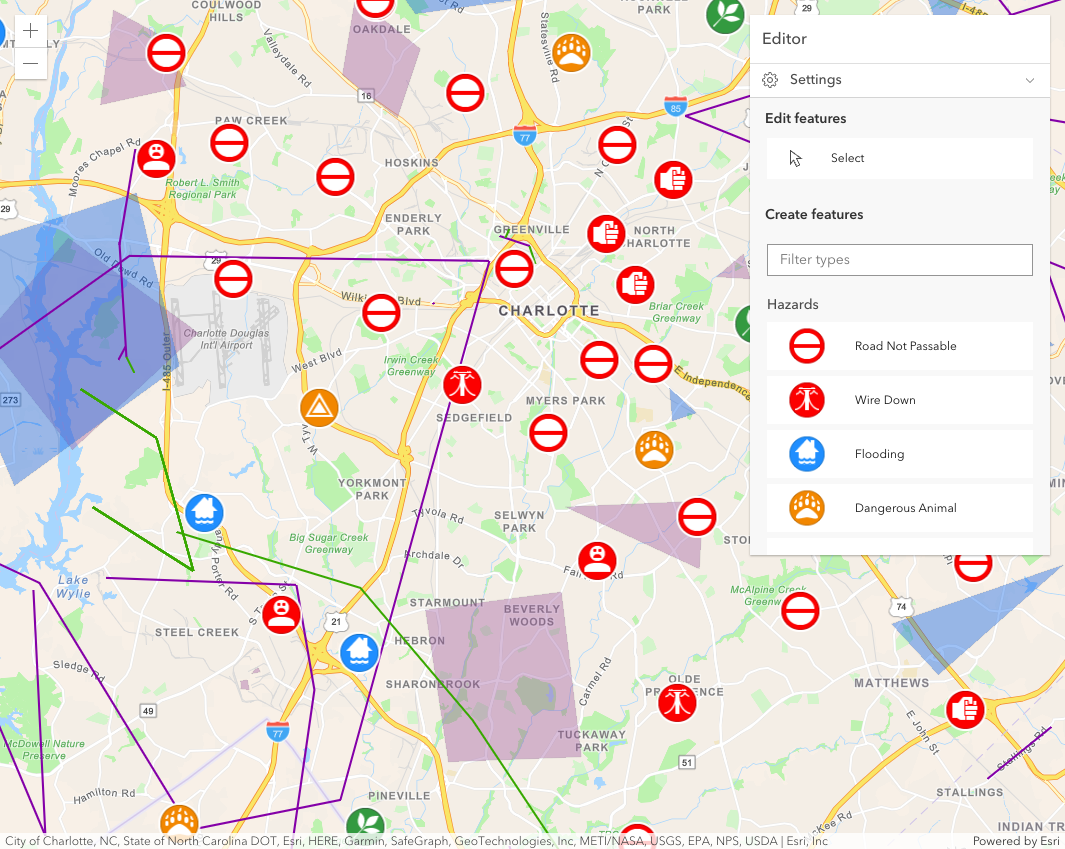 COULWOOD
HILLS
OAKDALE
Valleydale Rd
Statesville Rd
PARK
29
I-485
16
85
77
PAW CREEK
HOSKINS
Moores Chapel Rd
Robert L. Smith
Regional Park
29
ENDERLY
PARK
GREENVILLE
NORTH
CHARLOTTE
Old Dowd Rd
29
CHARLOTTE
Briar Creek
Greenway
Charlotte Douglas
Int'l Airport
I-485 Outer
West Blvd
Irwin Creek
Greenway
E Independence
273
MYERS PARK
SEDGEFIELD
YORKMONT
PARK
Tyvola Rd
SELWYN
PARK
Big Sugar Creek
Greenway
Archdale Dr
Lake
Wylie
STARMOUNT
BEVERLY
WOODS
McAlpine Creek
74
21
STEEL CREEK
HEBRON
Sledge Rd
SHARONBROOK
Carmel Rd
OLDE
MATTHEWS
49
77
E John St
TUCKAWAY
PARK
51
Stallings Rd
McDowell Nature
Preserve
Hamilton Rd
PINEVILLE
STALLINGS
INDIAN TR
Editor
Settings
Edit features
Select
Create features
Filter types
Hazards
Road Not Passable
Wire Down
Flooding
Dangerous Animal
City of Charlotte, NC, State of North Carolina DOT, Esri, HERE, Garmin, SafeGraph, GeoTechnologies, Inc, METI/NASA, USGS, EPA, NPS, USDA | Esri, Inc
Powered by Esri